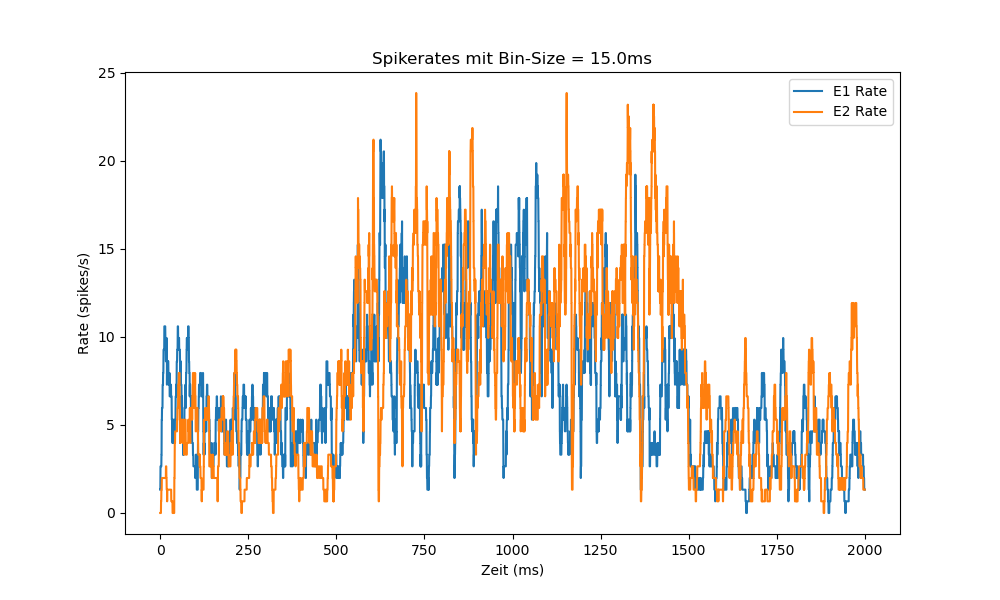 Spikerates mit Bin-Size = 15.0ms
E1 Rate
E2 Rate
25
20
15
10
5
0
Rate (spikes/s)
0 250 500 750 1000 1250 1500 1750 2000
Zeit (ms)